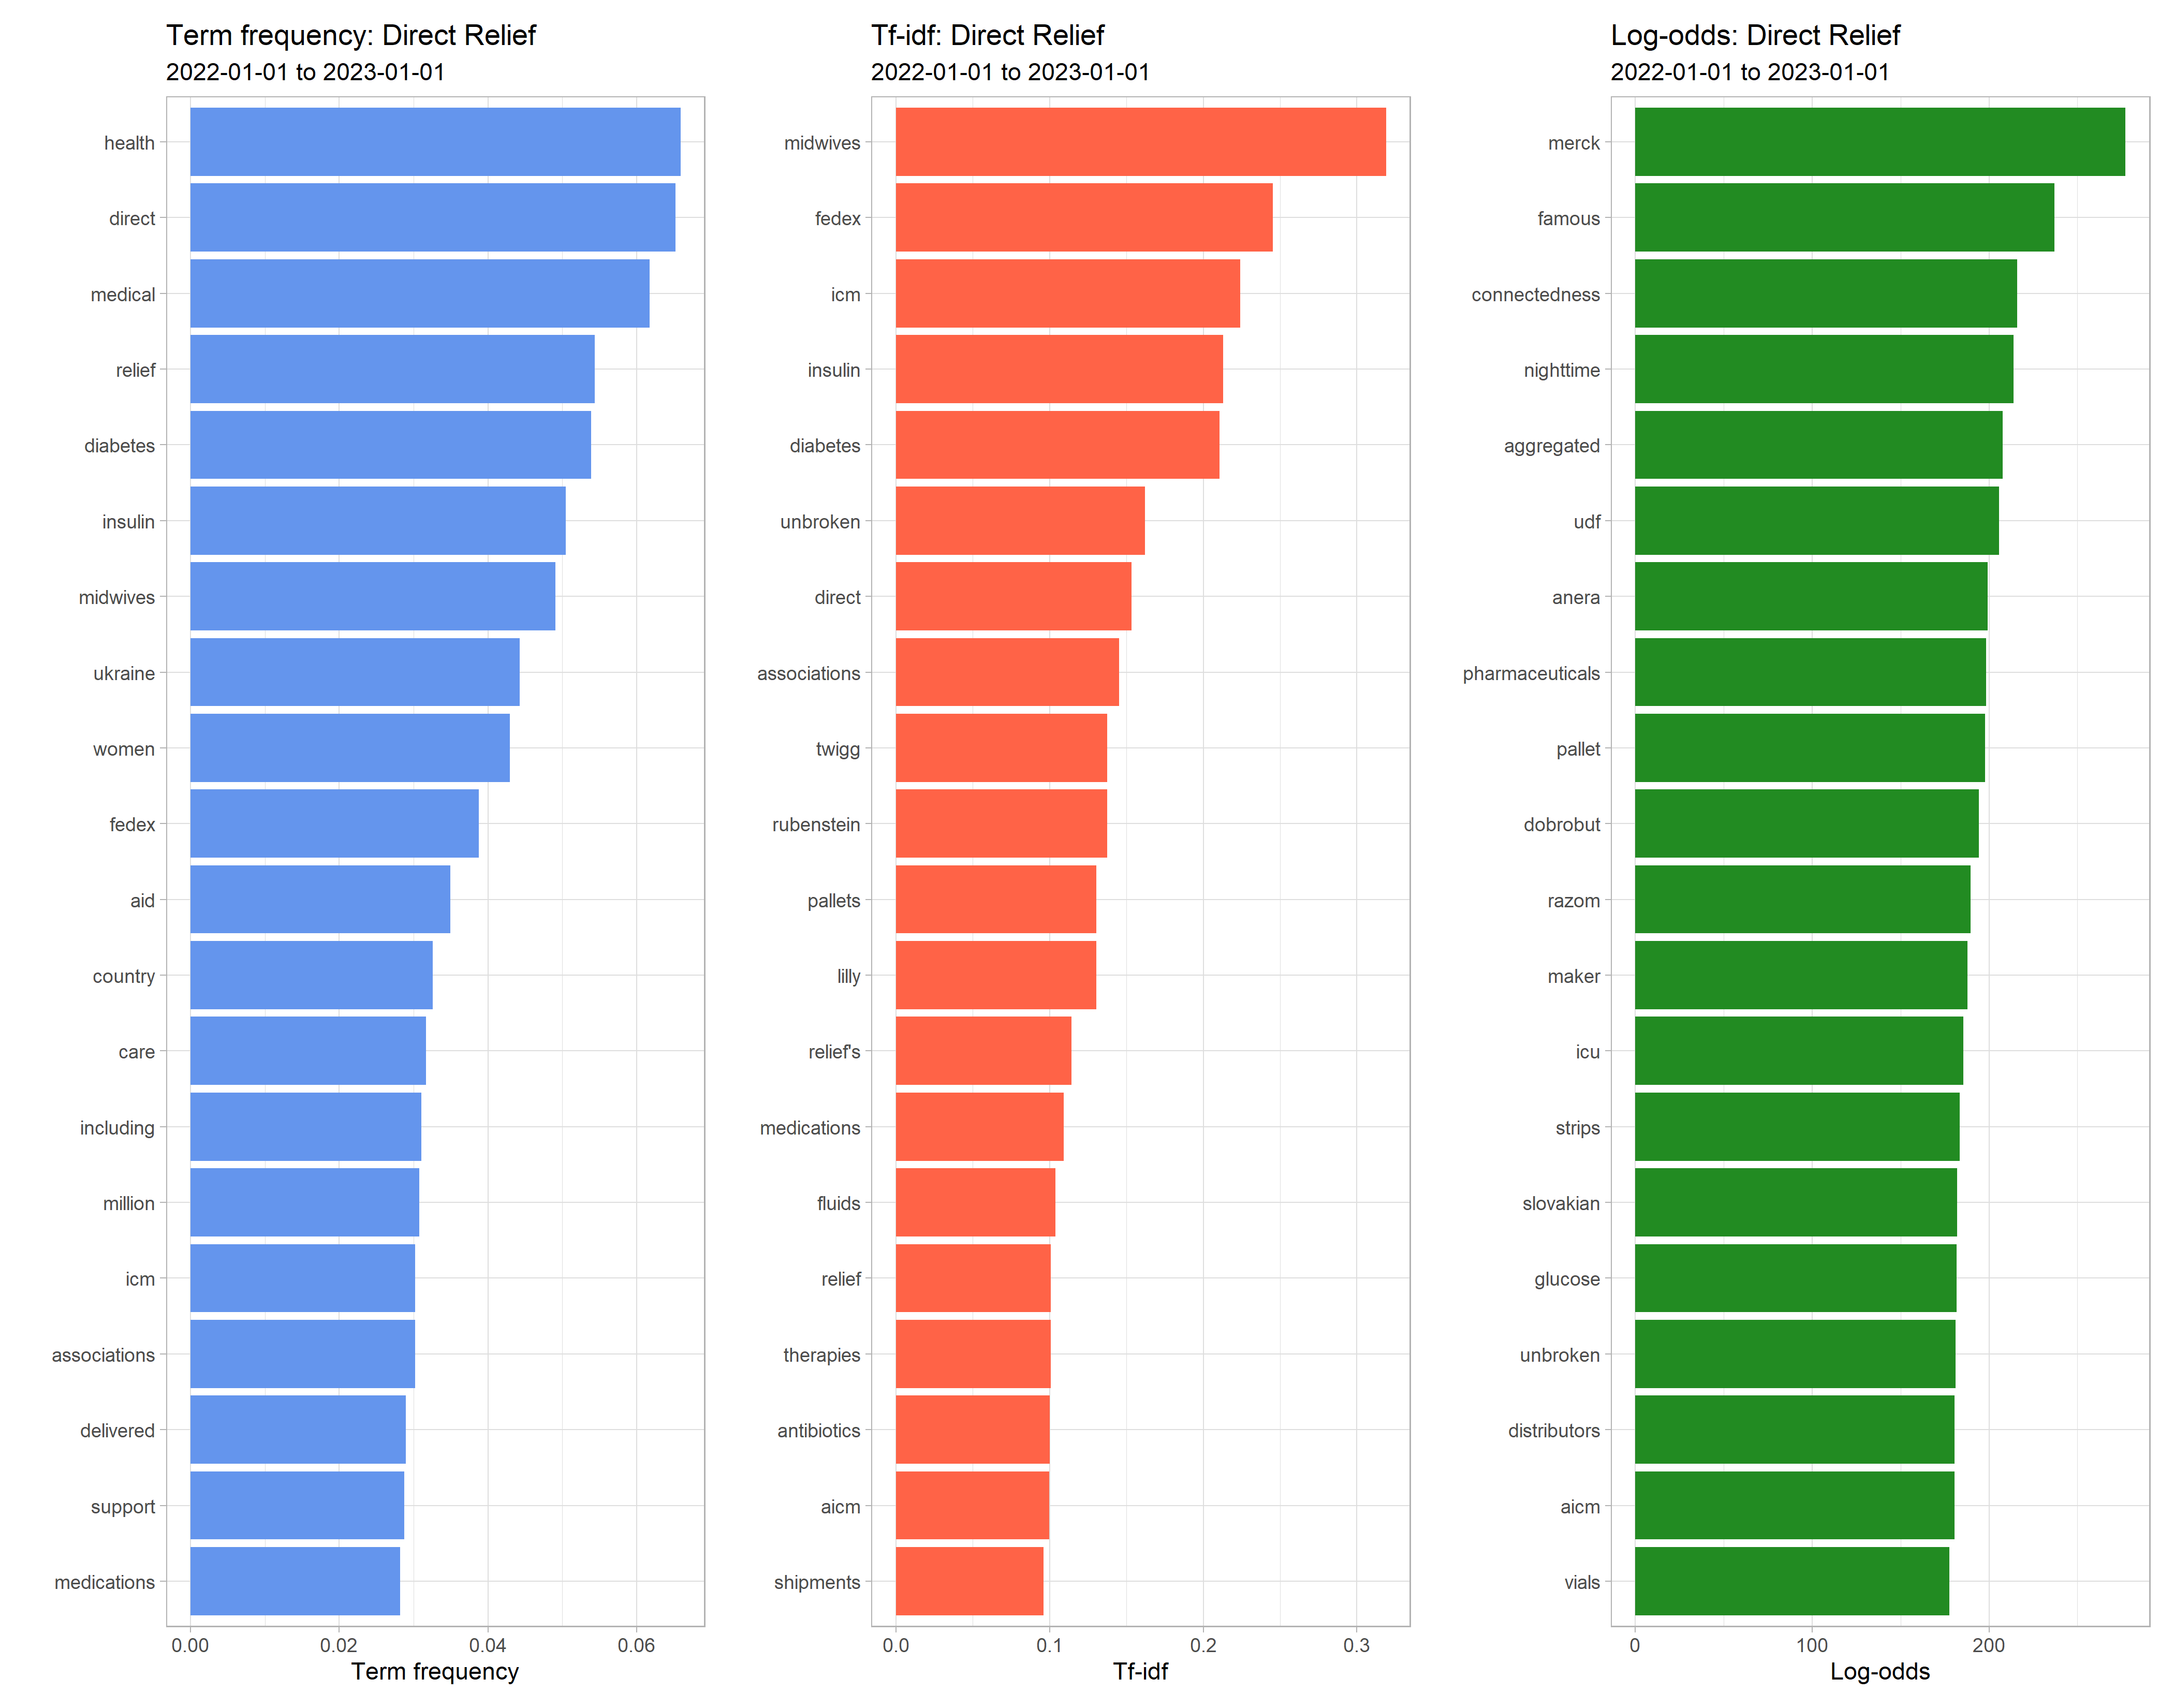 Term frequency: Direct Relief
2022-01-01 to 2023-01-01
health
direct
medical
relief
diabetes
insulin
midwives
ukraine
women
fedex
aid
country
care
including
million
icm
associations
delivered
support
medications
0.00 0.02 0.04 0.06
Term frequency
Tf-idf: Direct Relief
2022-01-01 to 2023-01-01
midwives
fedex
icm
insulin
diabetes
unbroken
direct
associations
twigg
rubenstein
pallets
lilly
relief's
medications
fluids
relief
therapies
antibiotics
aicm
shipments
0.0 0.1 0.2 0.3
Tf-idf
Log-odds: Direct Relief
2022-01-01 to 2023-01-01
merck
famous
connectedness
nighttime
aggregated
udf
anera
pharmaceuticals
pallet
dobrobut
razom
maker
icu
strips
slovakian
glucose
unbroken
distributors
aicm
vials
0 100 200
Log-odds